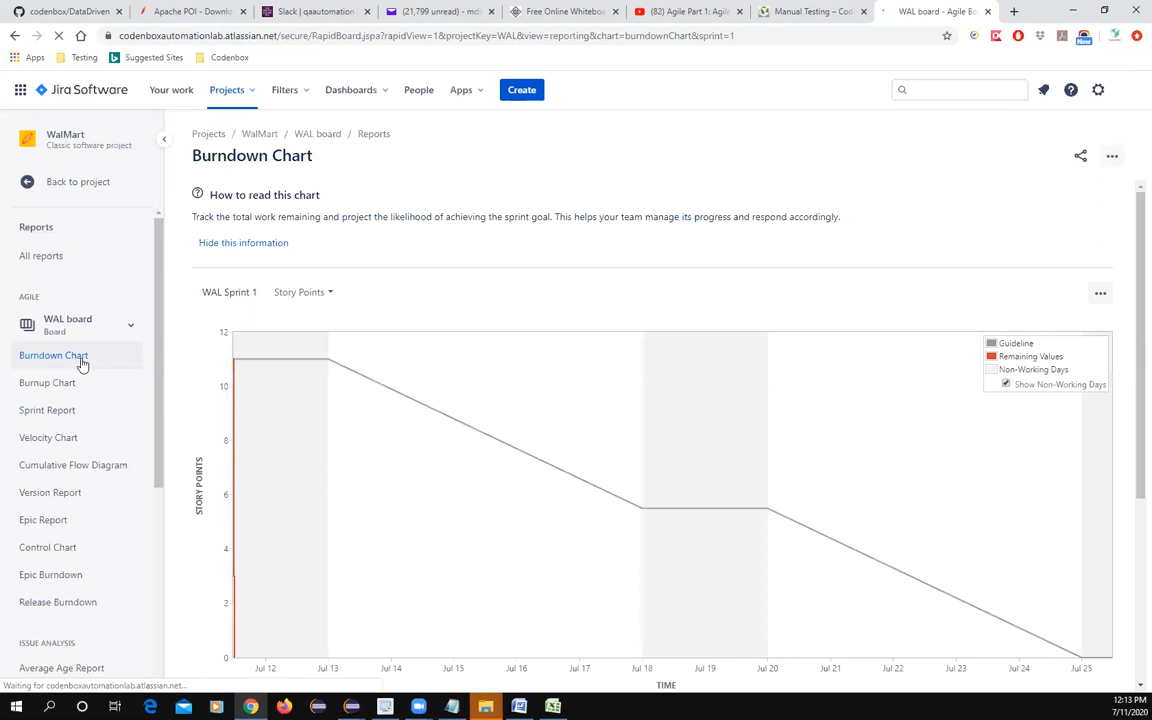 codenbox/DataDriven
Apache POI - Downlo
Slack | qaautomation
(21,799 unread) - mds
Free Online Whiteboa
(82) Agile Part 1: Agile
Manual Testing – Code
WAL board - Agile Bo
codenboxautomationlab.atlassian.net/secure/RapidBoard.jspa?rapidView=1&projectKey=WAL&view=reporting&chart=burndownChart&sprint=1
Apps
Testing
Suggested Sites
Codenbox
New
Jira Software
Your work
Projects
Filters
Dashboards
People
Apps
Create
WalMart
Classic software project
Back to project
Reports
All reports
AGILE
WAL board
Board
Burndown Chart
Burnup Chart
Sprint Report
Velocity Chart
Cumulative Flow Diagram
Version Report
Epic Report
Control Chart
Epic Burndown
Release Burndown
ISSUE ANALYSIS
Average Age Report
Projects / WalMart / WAL board / Reports
Burndown Chart
How to read this chart
Track the total work remaining and project the likelihood of achieving the sprint goal. This helps your team manage its progress and respond accordingly.
Hide this information
WAL Sprint 1
Story Points
Guideline
Remaining Values
Non-Working Days
Show Non-Working Days
12
10
8
6
4
2
0
STORY POINTS
Jul 12
Jul 13
Jul 14
Jul 15
Jul 16
Jul 17
Jul 18
Jul 19
Jul 20
Jul 21
Jul 22
Jul 23
Jul 24
Jul 25
TIME
Waiting for codenboxautomationlab.atlassian.net...
12:13 PM
7/11/2020